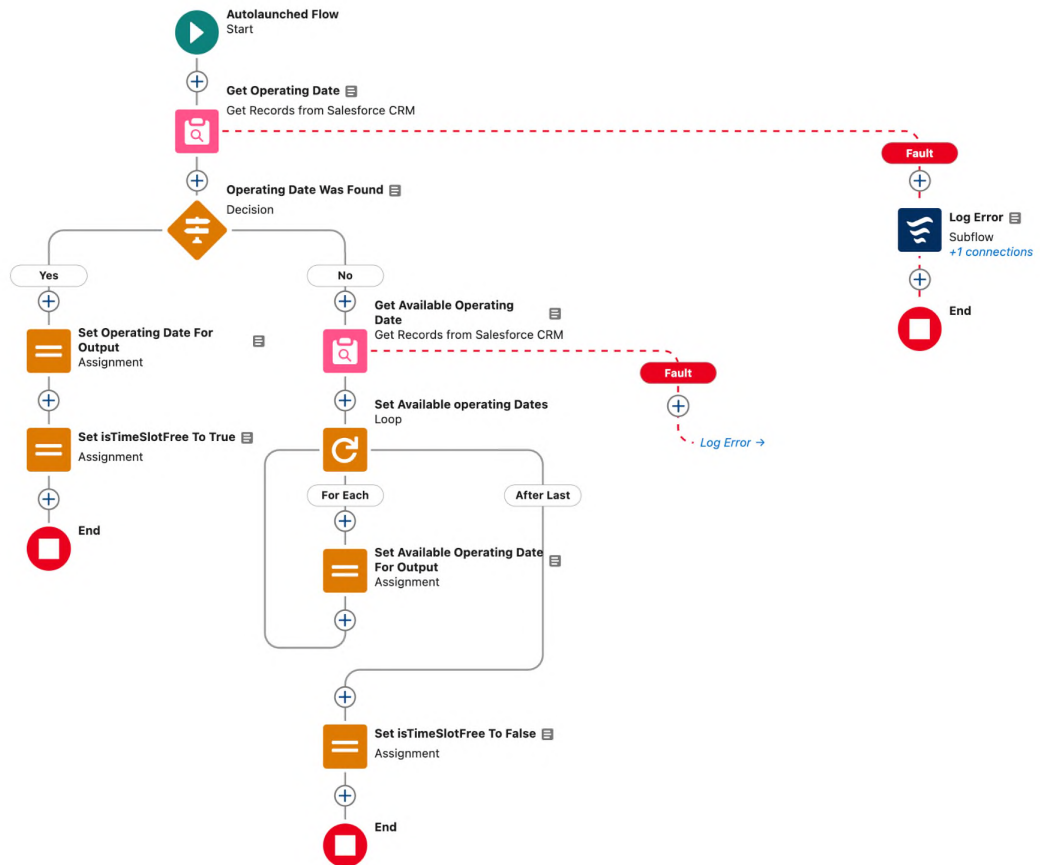 Autolaunched Flow
Start
Get Operating Date
Get Records from Salesforce CRM
Fault
Operating Date Was Found
Decision
Log Error
Subflow
+1 connections
Yes
No
End
Get Available Operating
Date
Get Records from Salesforce CRM
Set Operating Date For
Output
Assignment
Fault
Set Available operating Dates
Loop
Set isTimeSlotFree To True
Assignment
Log Error →
For Each
After Last
End
Set Available Operating Date
For Output
Assignment
Set isTimeSlotFree To False
Assignment
End